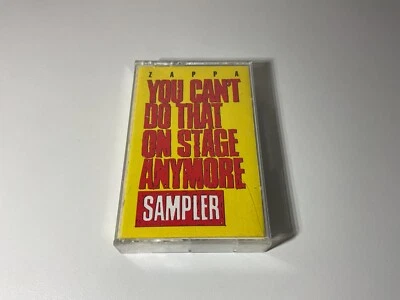 ZAPPA
YOU CAN'T
DO THAT
ON STAGE
ANYMORE
SAMPLER